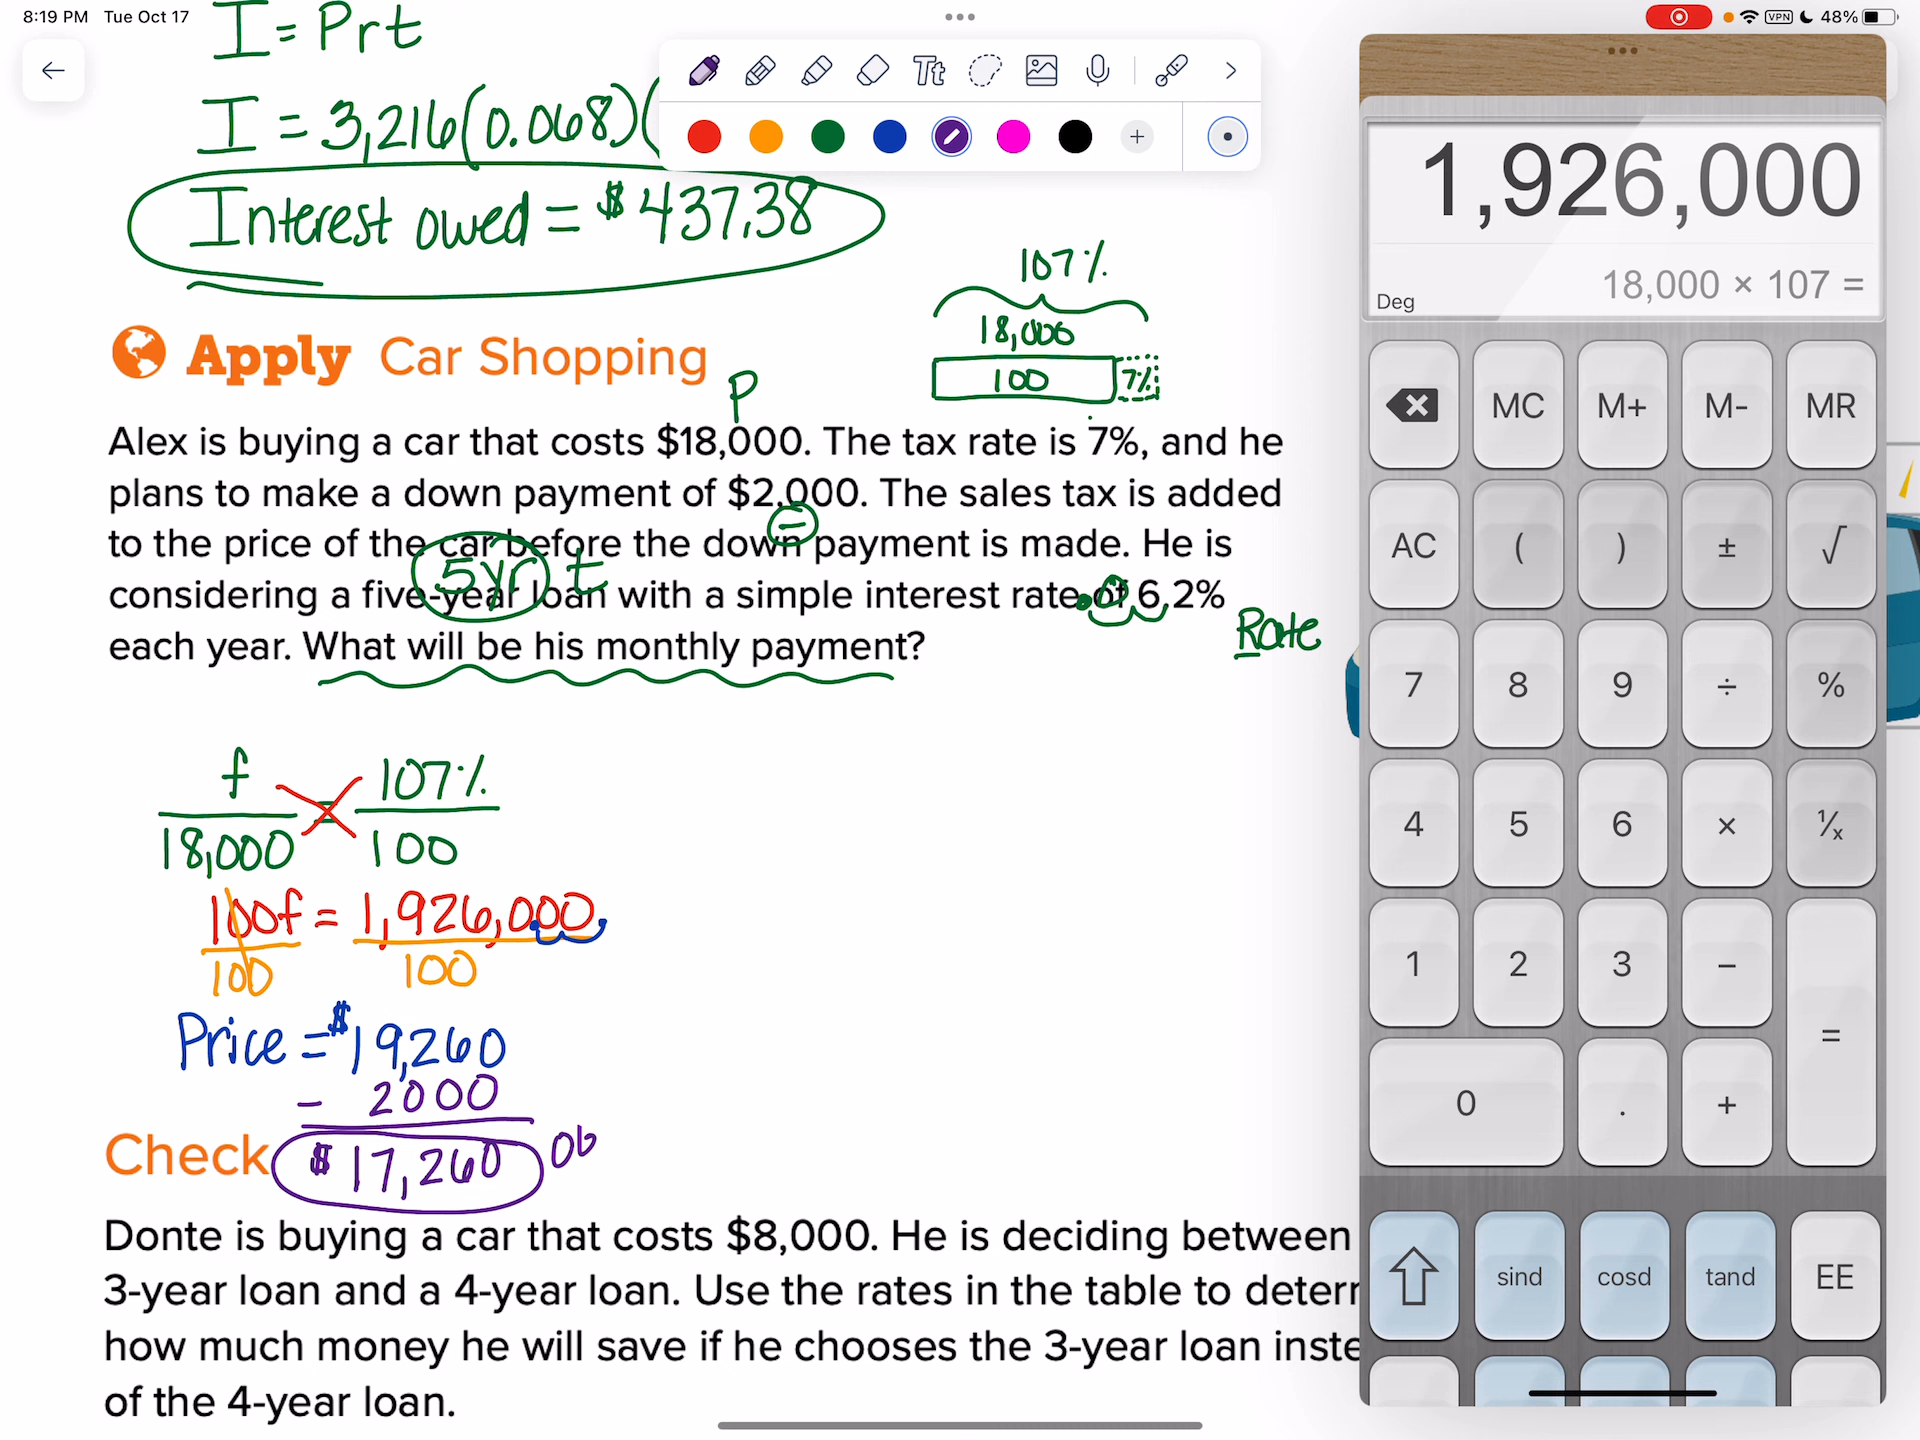 8:19 PM Tue Oct 17
VPN 48%
I = Prt
I = 3,216(0.068)(
Interest owed = $437.38
Tt
1,926,000
18,000 × 107 =
Deg
107%
18,000
100 7%
Apply Car Shopping
P
Alex is buying a car that costs $18,000. The tax rate is 7%, and he
plans to make a down payment of $2,000. The sales tax is added
to the price of the car before the down payment is made. He is
considering a five-year loan with a simple interest rate of 6.2%
each year. What will be his monthly payment?
5yr t
Rate
f = 107%
18,000 100
100f = 1,926,000
100 100
Price = $19,260
- 2000
$17,260
Check
Donte is buying a car that costs $8,000. He is deciding between
3-year loan and a 4-year loan. Use the rates in the table to deter
how much money he will save if he chooses the 3-year loan inste
of the 4-year loan.
MC M+ M- MR
AC ( ) ± √
7 8 9 ÷ %
4 5 6 × ¹⁄x
1 2 3 −
0 . + =
sind cosd tand EE